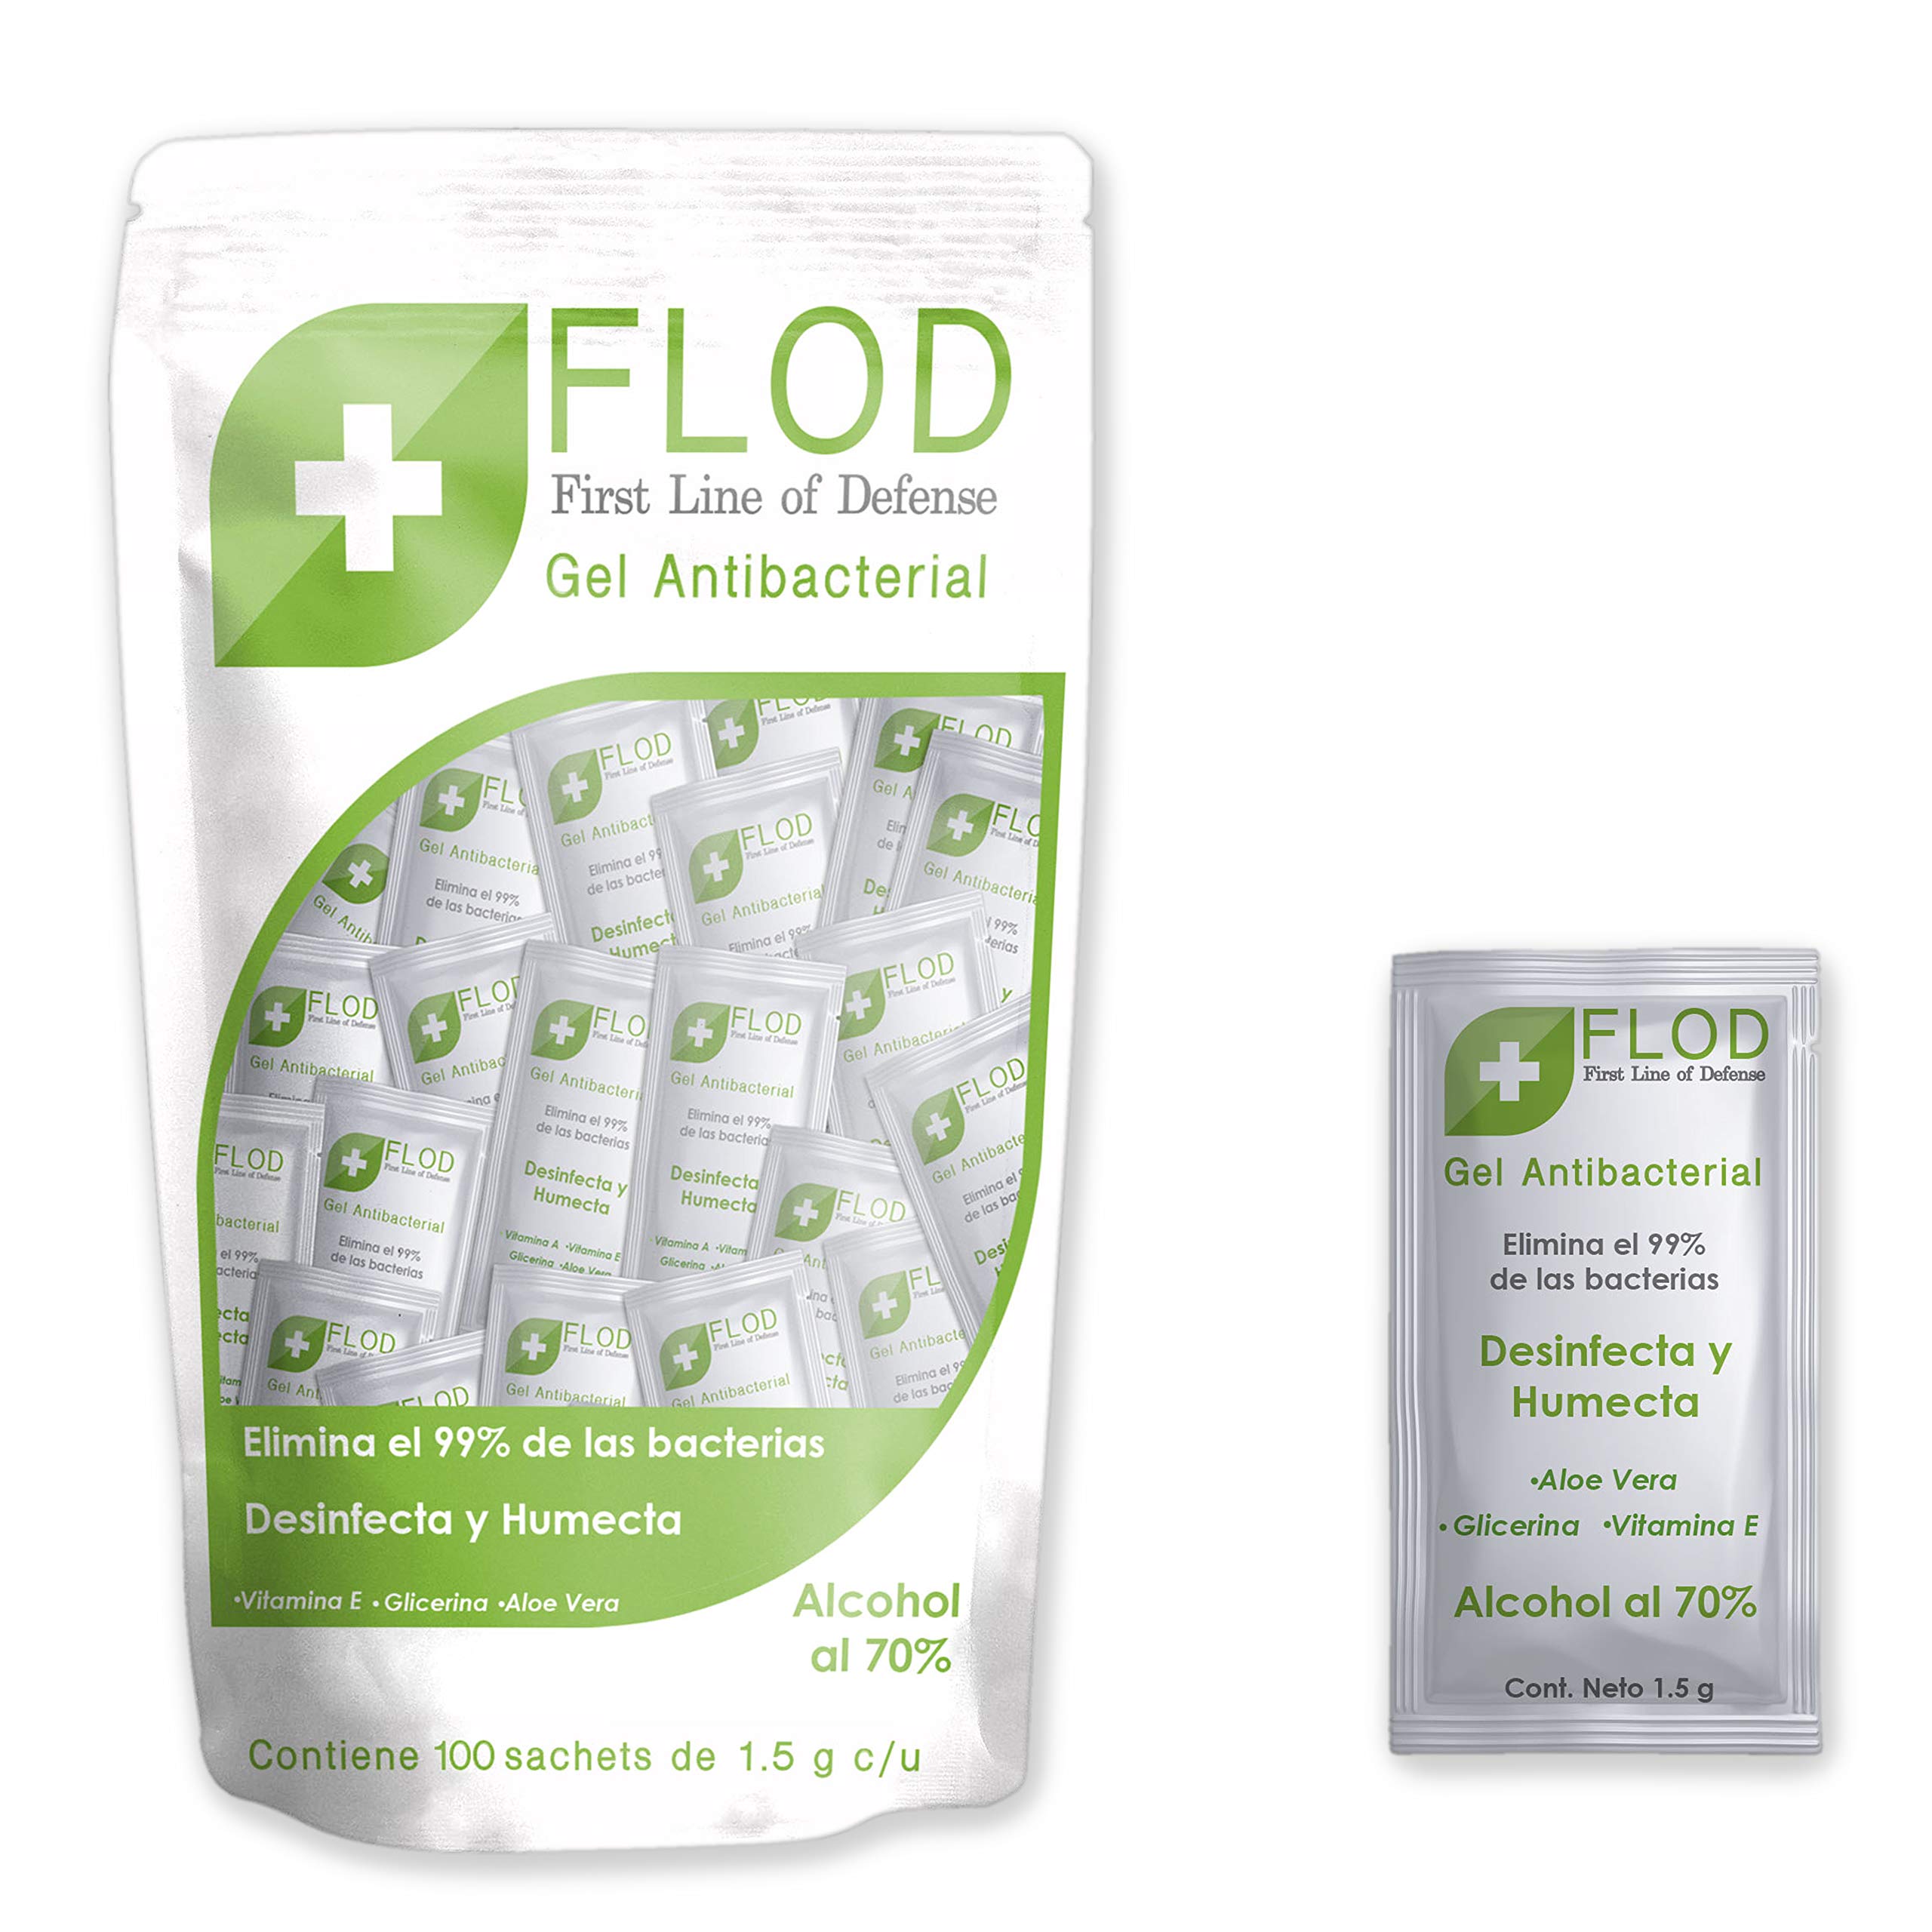 FLOD
First Line of Defense
Gel Antibacterial
Elimina el 99% de las bacterias
Desinfecta y Humecta
•Vitamina E • Glicerina •Aloe Vera
Alcohol
al 70%
Contiene 100 sachets de 1.5 g c/u
FLOD
First Line of Defense
Gel Antibacterial
Elimina el 99%
de las bacterias
Desinfecta y
Humecta
•Aloe Vera
• Glicerina •Vitamina E
Alcohol al 70%
Cont. Neto 1.5 g